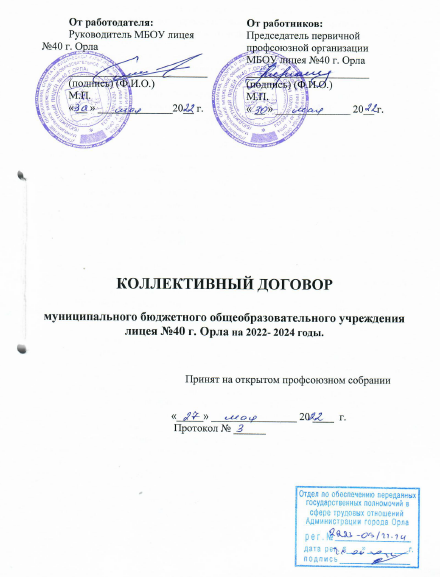 От работодателя:
Руководитель МБОУ лицея
№40 г. Орла
(подпись) (Ф.И.О.)
М.П.
«30» мая 2022 г.
От работников:
Председатель первичной
профсоюзной организации
МБОУ лицея №40 г. Орла
(подпись) (Ф.И.О.)
М.П.
«30» мая 2022г.
КОЛЛЕКТИВНЫЙ ДОГОВОР
муниципального бюджетного общеобразовательного учреждения
лицея №40 г. Орла на 2022- 2024 годы.
Принят на открытом профсоюзном собрании
«27» мая 2022 г.
Протокол № 3
Отдел по обеспечению переданных
государственных полномочий в
сфере трудовых отношений
Администрации города Орла
рег.№
дата рег.
подпись